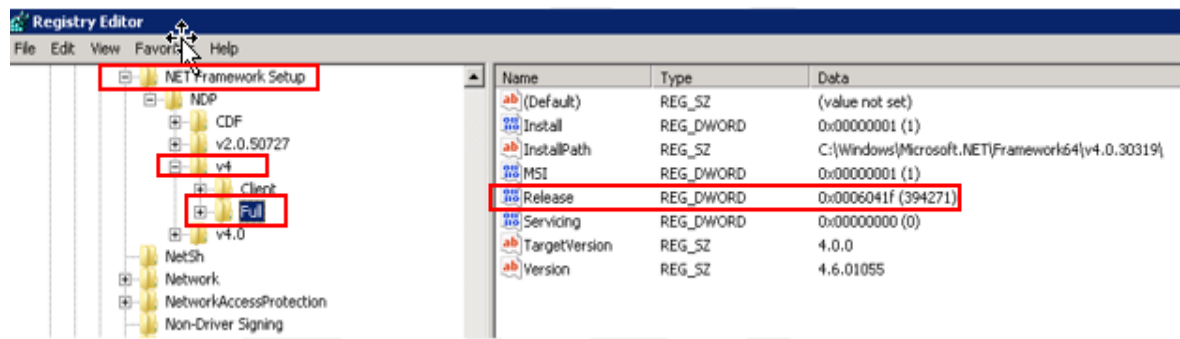 Registry Editor
File Edit View Favorites Help
NET Framework Setup
NDP
CDF
v2.0.50727
v4
Client
Full
v4.0
NetSh
Network
NetworkAccessProtection
Non-Driver Signing
Name Type Data
(Default) REG_SZ (value not set)
Install REG_DWORD 0x00000001 (1)
InstallPath REG_SZ C:\Windows\Microsoft.NET\Framework64\v4.0.30319\
MSI REG_DWORD 0x00000001 (1)
Release REG_DWORD 0x0006041f (394271)
Servicing REG_DWORD 0x00000000 (0)
TargetVersion REG_SZ 4.0.0
Version REG_SZ 4.6.01055